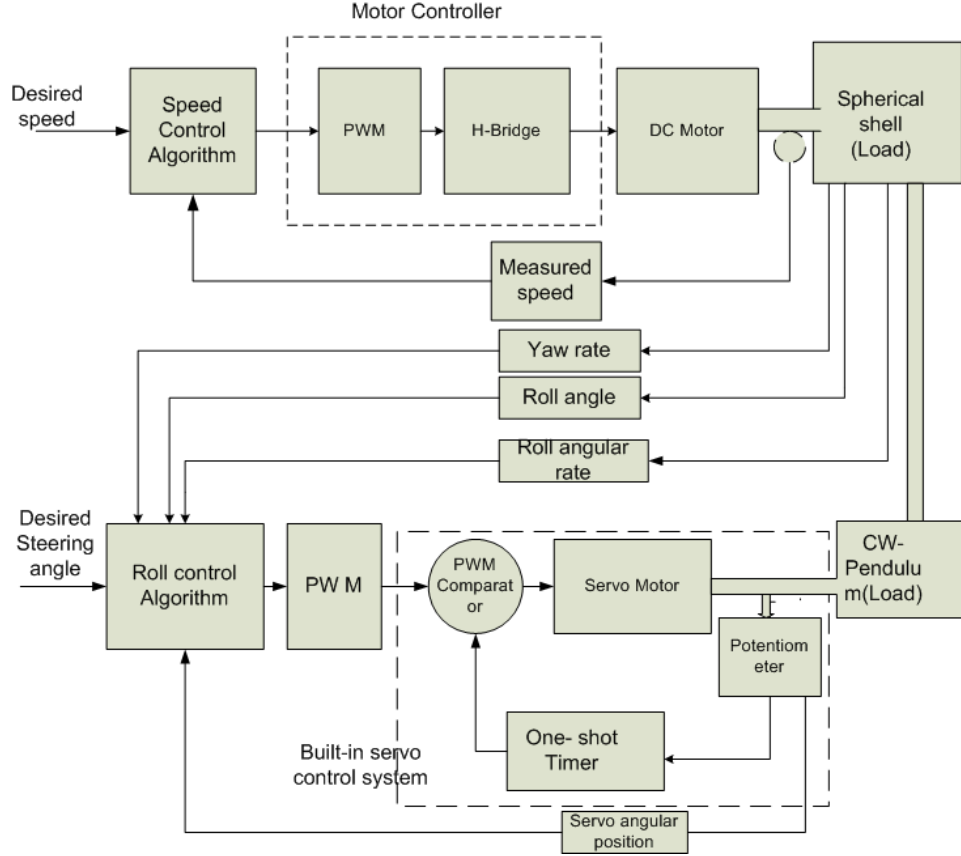 Motor Controller
Desired
speed
Speed
Control
Algorithm
PWM
H-Bridge
DC Motor
Spherical
shell
(Load)
Measured
speed
Yaw rate
Roll angle
Roll angular
rate
Desired
Steering
angle
Roll control
Algorithm
PW M
PWM
Comparat
or
Servo Motor
CW-
Pendulu
m(Load)
Potentiom
eter
One- shot
Timer
Built-in servo
control system
Servo angular
position